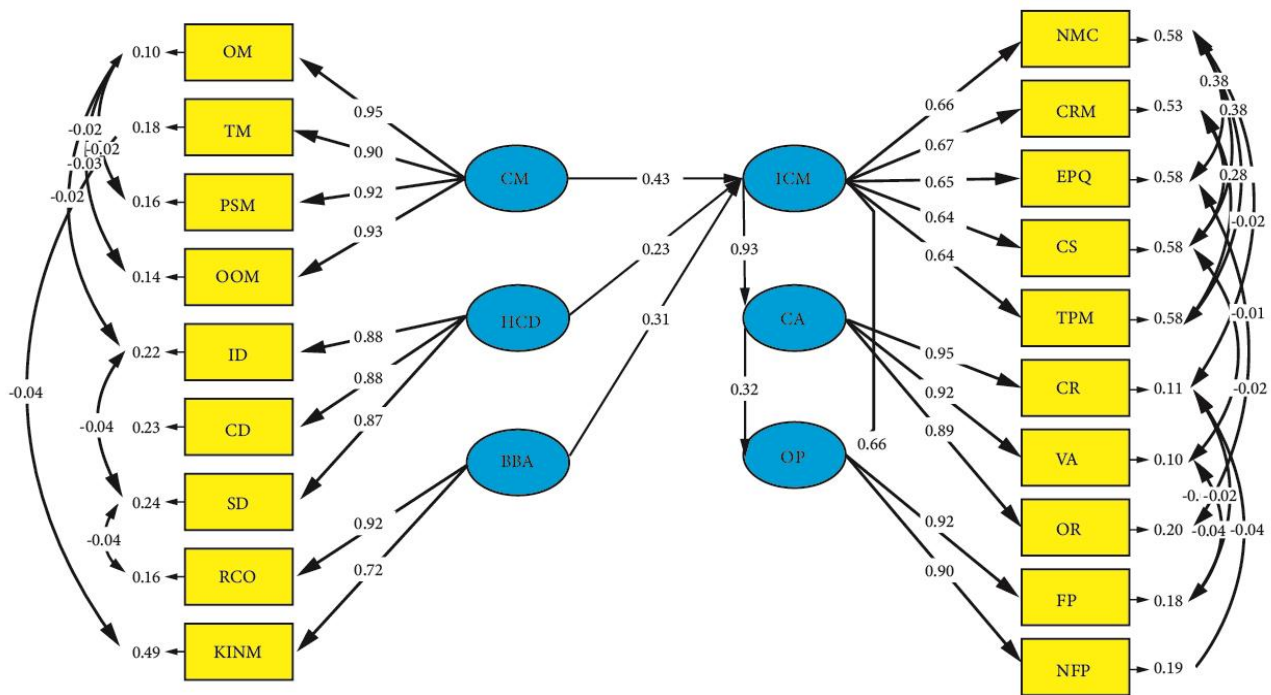 0.10
OM
0.18
TM
0.16
PSM
0.14
OOM
0.22
ID
0.23
CD
0.24
SD
0.16
RCO
0.49
KINM
-0.02
-0.02
-0.03
-0.02
-0.04
-0.04
-0.04
0.95
0.90
0.92
0.93
0.88
0.88
0.87
0.92
0.72
CM
HCD
BBA
0.43
0.23
0.31
ICM
CA
OP
0.93
0.32
0.66
0.66
0.67
0.65
0.64
0.64
0.95
0.92
0.89
0.92
0.90
NMC
0.58
CRM
0.53
EPQ
0.58
CS
0.58
TPM
0.58
CR
0.11
VA
0.10
OR
0.20
FP
0.18
NFP
0.19
0.38
0.38
0.28
-0.02
-0.01
-0.02
-0.02
-0.04
-0.04